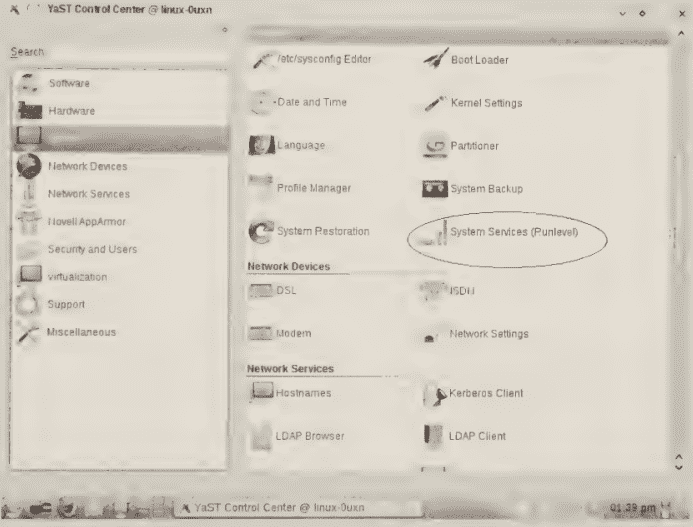 YaST Control Center @ linux-0uxn
Search
Software
Hardware
Network Devices
Network Services
Novell AppArmor
Security and Users
virtualization
Support
Miscellaneous
/etc/sysconfig Editor
Boot Loader
Date and Time
Kernel Settings
Language
Partitioner
Profile Manager
System Backup
System Restoration
System Services (Runlevel)
Network Devices
DSL
ISDN
Modem
Network Settings
Network Services
Hostnames
Kerberos Client
LDAP Browser
LDAP Client
YaST Control Center @ linux-0uxn
01:39 pm